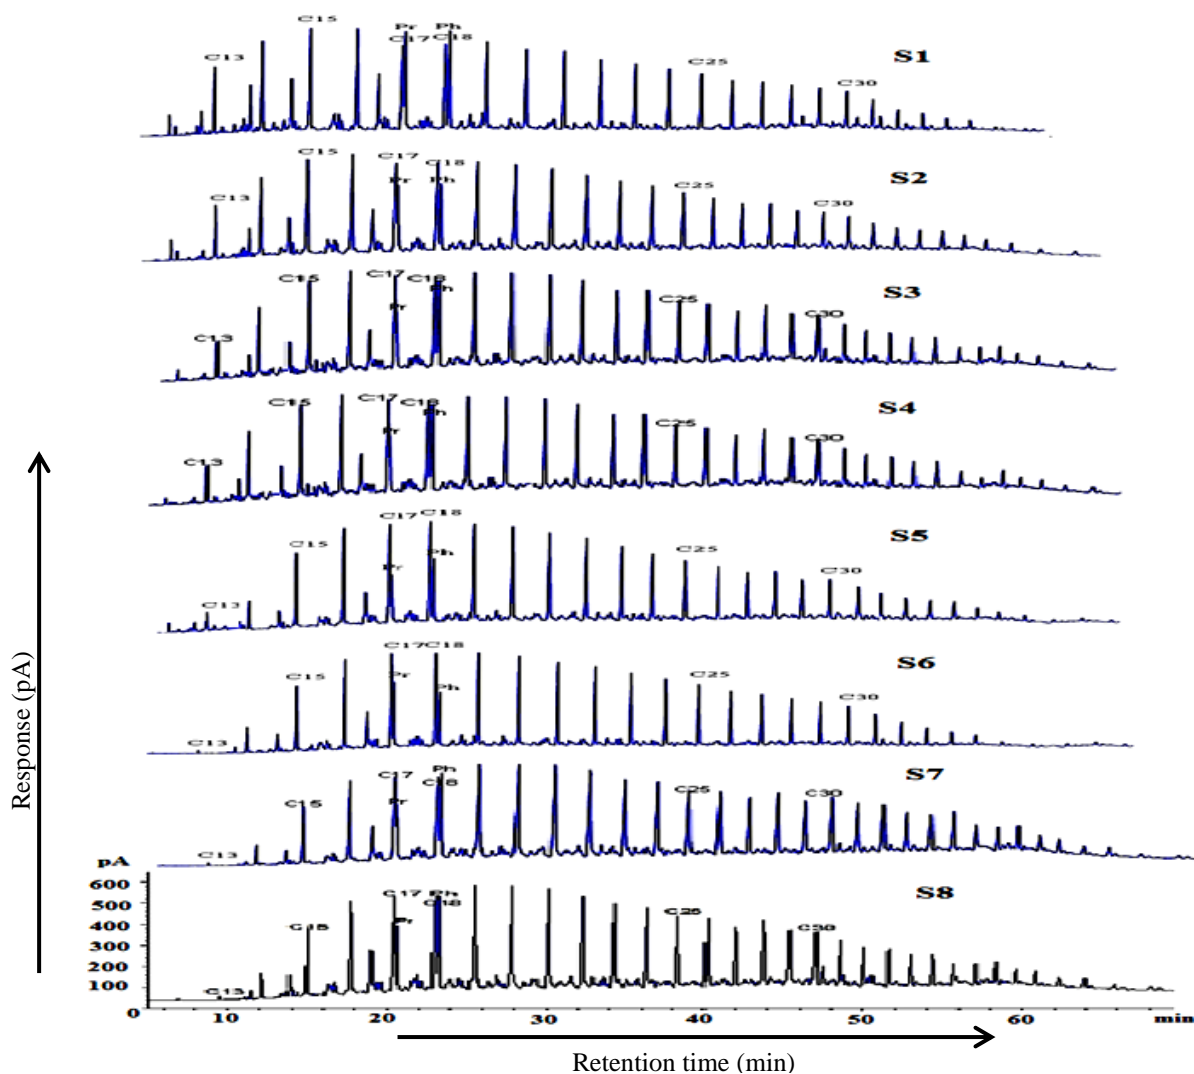 C13 C15 Pr C17 Ph C18 C25 C30 S1
C13 C15 C17 Pr C18 Ph C25 C30 S2
C13 C15 C17 Pr C18 Ph C25 C30 S3
C13 C15 C17 Pr C18 Ph C25 C30 S4
C13 C15 C17 Pr C18 Ph C25 C30 S5
C13 C15 C17 Pr C18 Ph C25 C30 S6
C13 C15 C17 Pr Ph C18 C25 C30 S7
pA
600
500
400
300
200
100
C13 C15 C17 Pr Ph C18 C25 C30 S8
0 10 20 30 40 50 60 min
Response (pA)
Retention time (min)